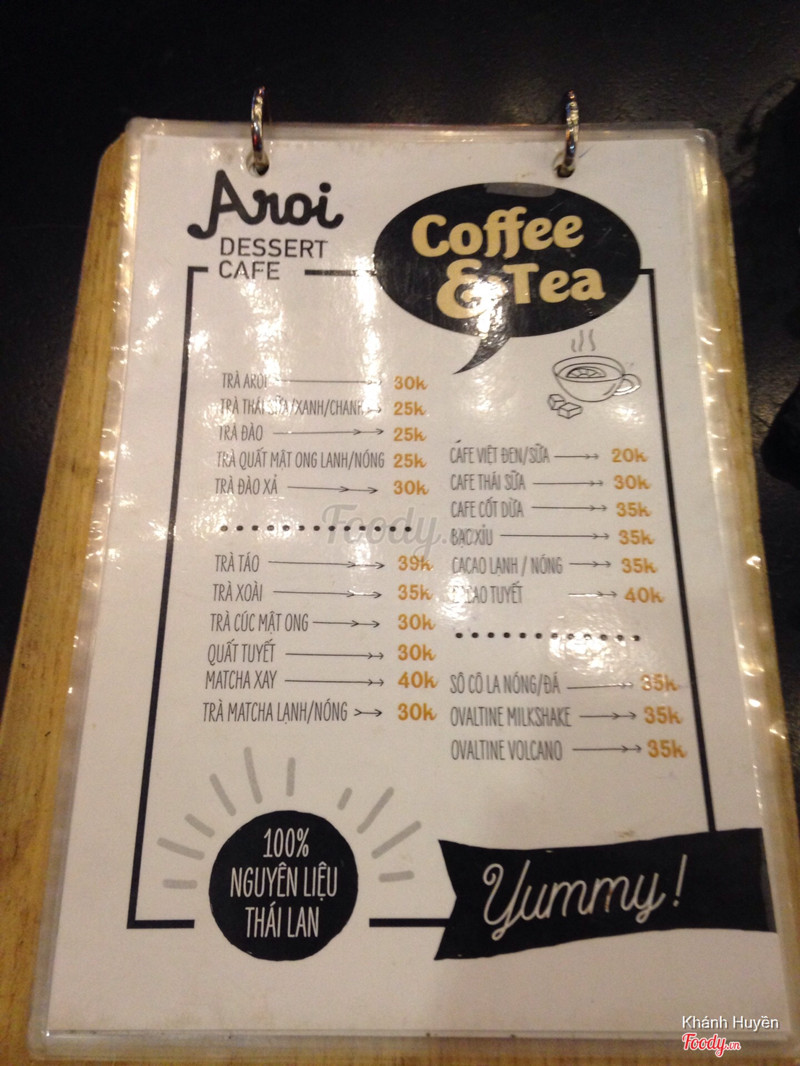 Aroi
DESSERT
CAFE
Coffee
& Tea
TRÀ AROI 30k
TRÀ THÁI SỮA/XANH/CHANH 25k
TRÀ ĐÀO 25k
TRÀ QUẤT MẬT ONG LẠNH/NÓNG 25k
TRÀ ĐÀO XẢ 30k
TRÀ TÁO 39k
TRÀ XOÀI 35k
TRÀ CÚC MẬT ONG 30k
QUẤT TUYẾT 30k
MATCHA XAY 40k
TRÀ MATCHA LẠNH/NÓNG 30k
CÁFE VIỆT ĐEN/SỮA 20k
CAFE THÁI SỮA 30k
CAFE CỐT DỪA 35k
BẠC XỈU 35k
CACAO LẠNH / NÓNG 35k
CACAO TUYẾT 40k
SÔ CÔ LA NÓNG/ĐÁ 35k
OVALTINE MILKSHAKE 35k
OVALTINE VOLCANO 35k
100%
NGUYÊN LIỆU
THÁI LAN
Yummy!
Foody.vn
Khánh Huyền
Foody.vn